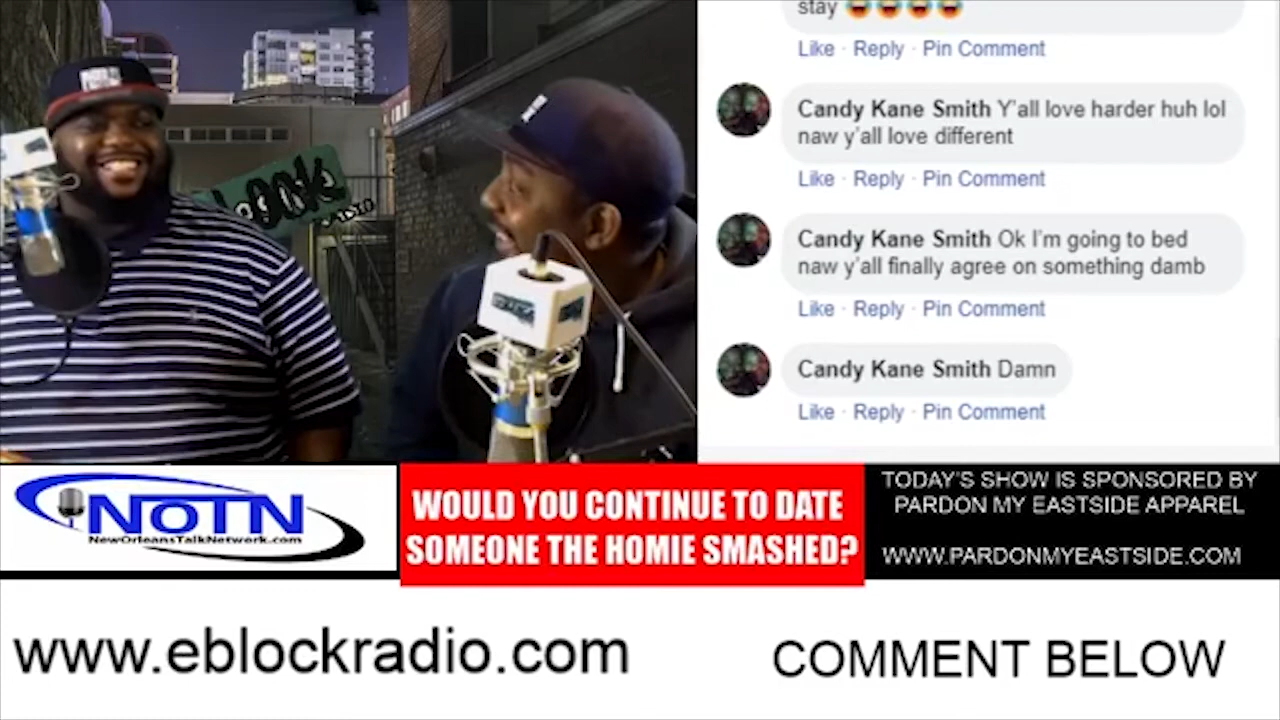 stay 😂😂😂😂
Like · Reply · Pin Comment
Candy Kane Smith Y'all love harder huh lol
naw y'all love different
Like · Reply · Pin Comment
Candy Kane Smith Ok I'm going to bed
naw y'all finally agree on something damb
Like · Reply · Pin Comment
Candy Kane Smith Damn
Like · Reply · Pin Comment
NOTN
NewOrleansTalkNetwork.com
WOULD YOU CONTINUE TO DATE
SOMEONE THE HOMIE SMASHED?
TODAY'S SHOW IS SPONSORED BY
PARDON MY EASTSIDE APPAREL
WWW.PARDONMYEASTSIDE.COM
www.eblockradio.com
COMMENT BELOW